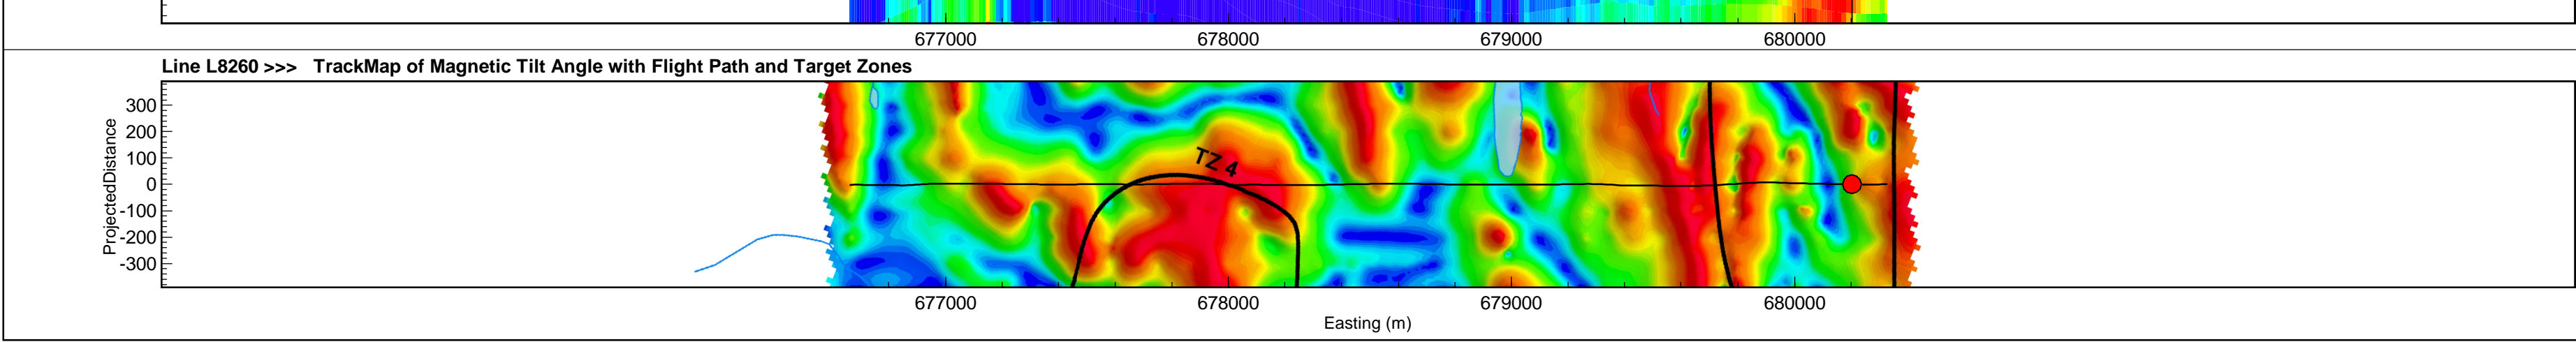 677000 678000 679000 680000
Line L8260 >>> TrackMap of Magnetic Tilt Angle with Flight Path and Target Zones
300
200
100
0
-100
-200
-300
ProjectedDistance
TZ 4
677000 678000 679000 680000
Easting (m)